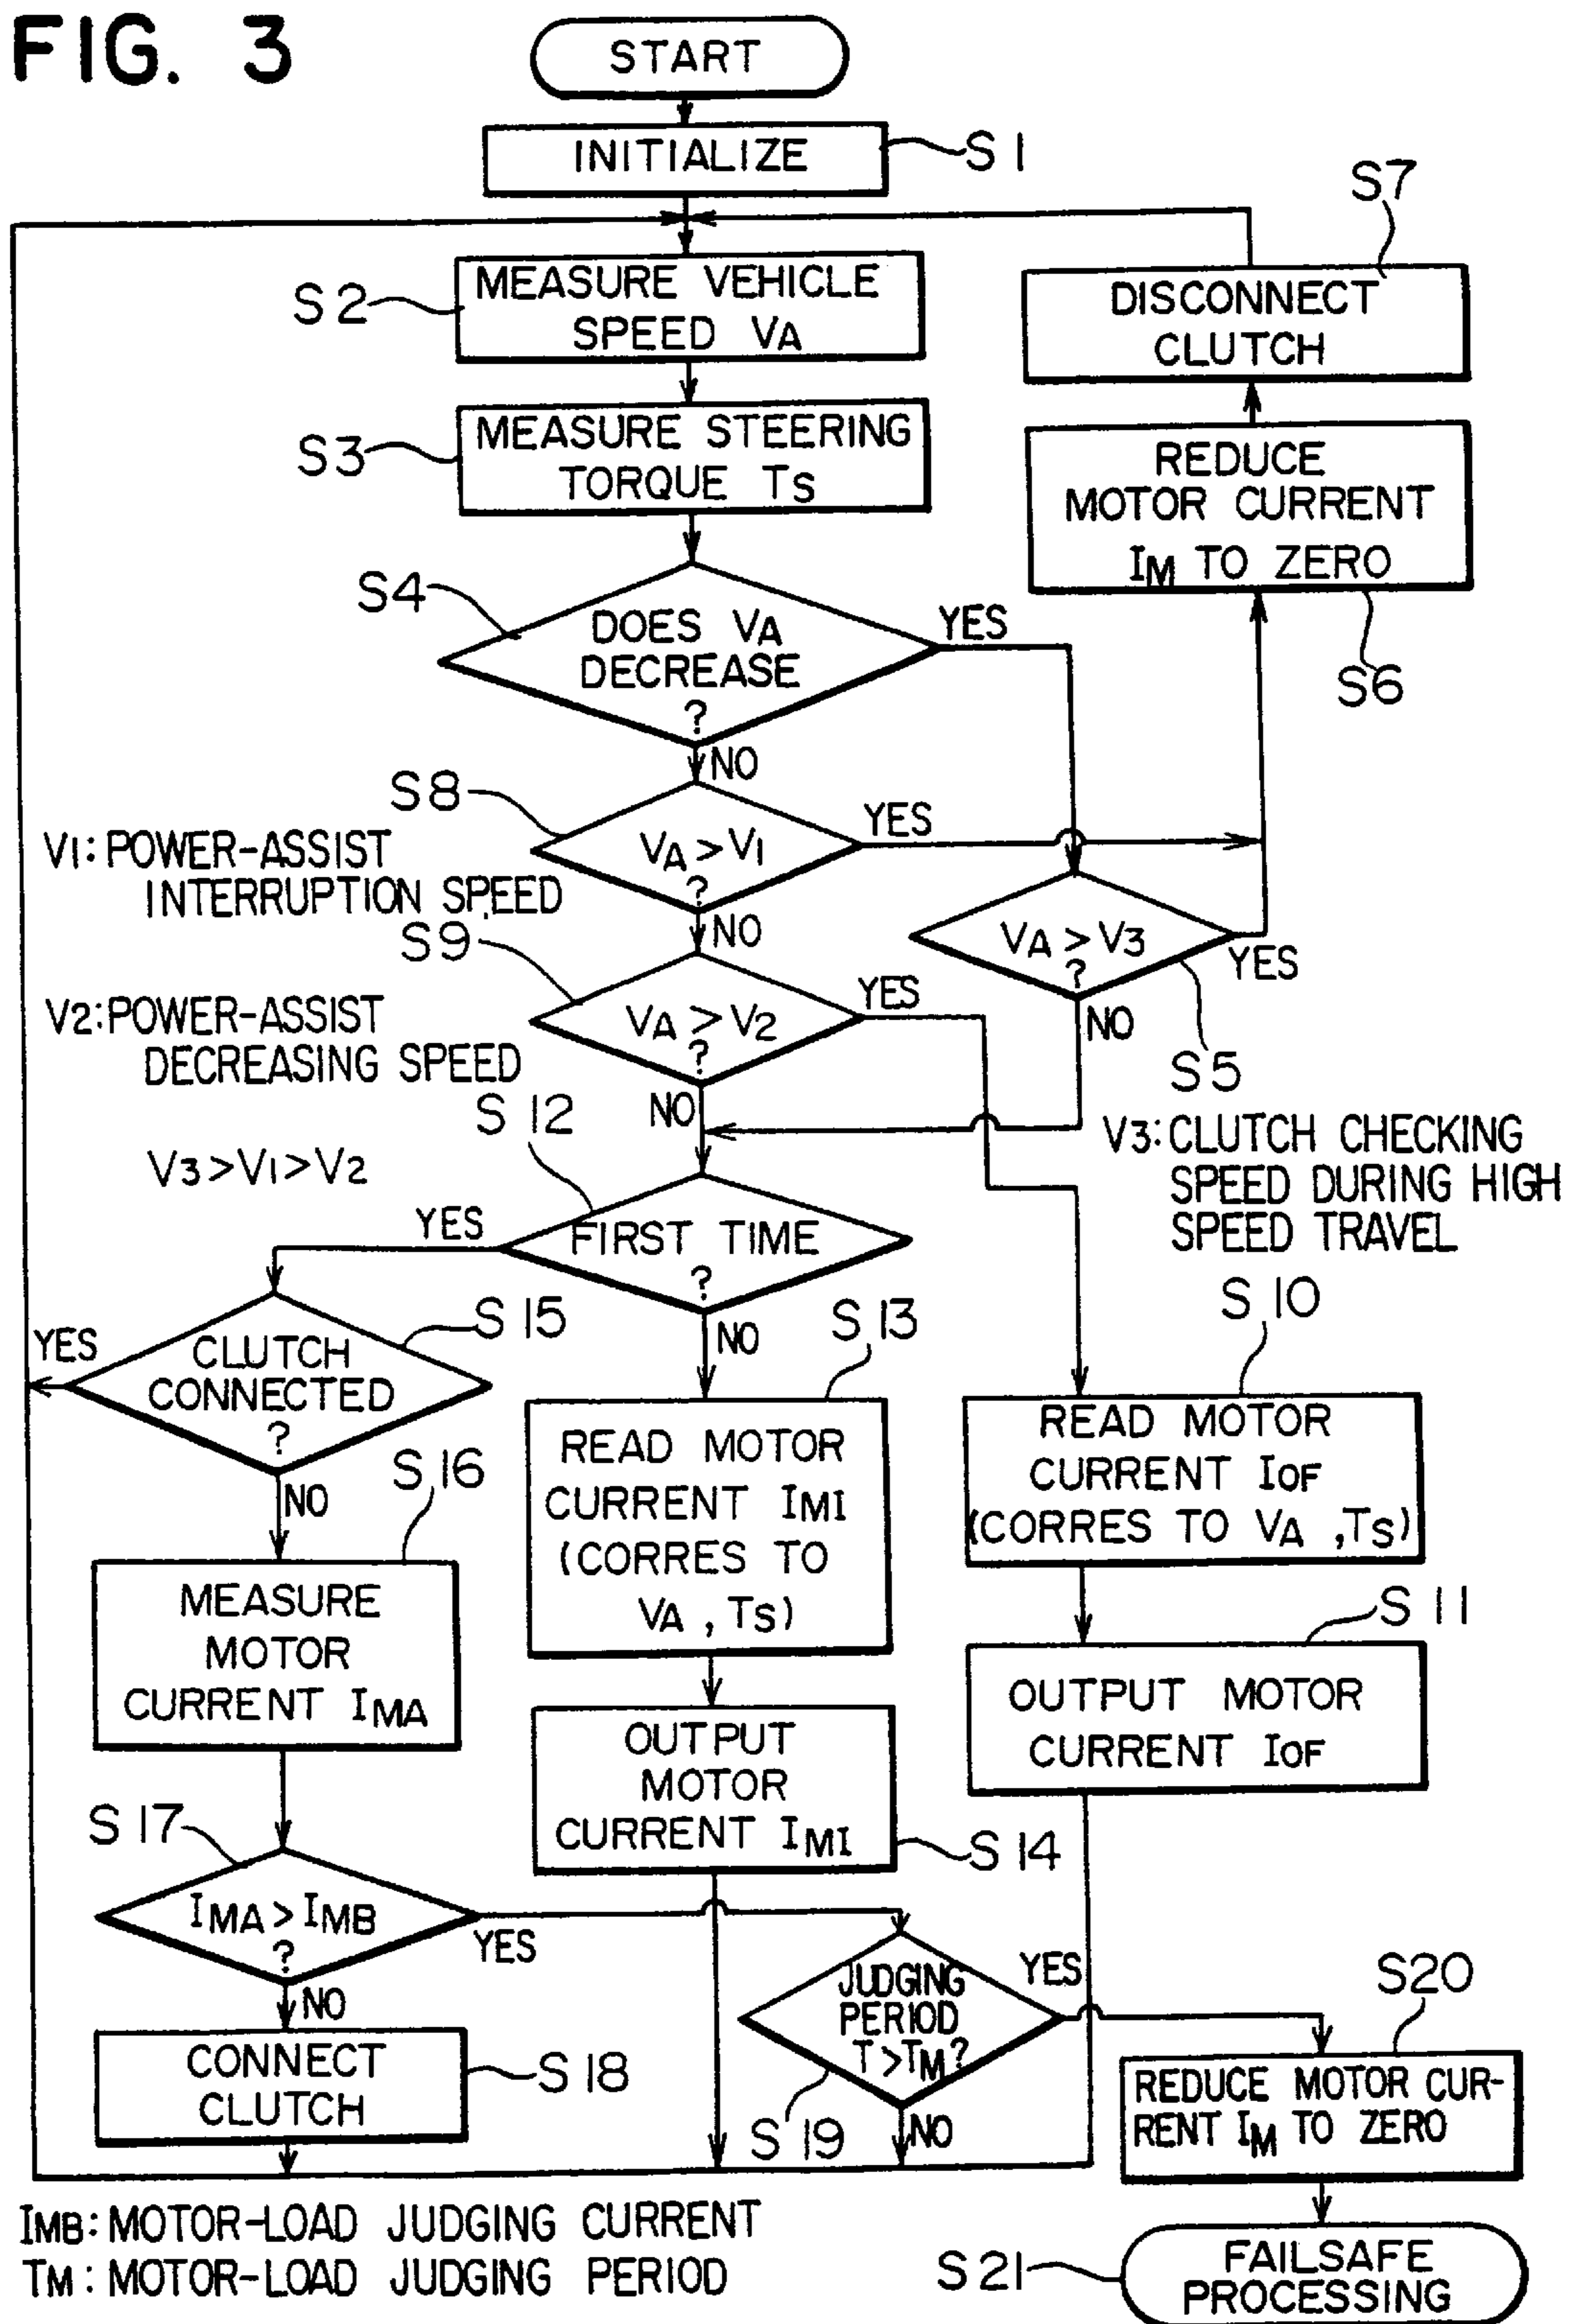 FIG. 3
START
INITIALIZE
S1
S7
S2
MEASURE VEHICLE
SPEED VA
DISCONNECT
CLUTCH
S3
MEASURE STEERING
TORQUE TS
REDUCE
MOTOR CURRENT
IM TO ZERO
S6
S4
DOES VA
DECREASE
?
YES
NO
S8
VA > V1
?
YES
V1: POWER-ASSIST
INTERRUPTION SPEED
NO
VA > V3
?
YES
S5
NO
S9
VA > V2
?
YES
V2: POWER-ASSIST
DECREASING SPEED
NO
S12
V3: CLUTCH CHECKING
SPEED DURING HIGH
SPEED TRAVEL
V3 > V1 > V2
YES
FIRST TIME
?
NO
S15
YES
CLUTCH
CONNECTED
?
NO
S13
S10
READ MOTOR
CURRENT IMI
(CORRES TO
VA , TS)
READ MOTOR
CURRENT IOF
(CORRES TO VA , TS)
S16
MEASURE
MOTOR
CURRENT IMA
S11
OUTPUT MOTOR
CURRENT IOF
OUTPUT
MOTOR
CURRENT IMI
S14
S17
IMA > IMB
?
YES
NO
JUDGING
PERIOD
T > TM ?
YES
S19
NO
S20
CONNECT
CLUTCH
S18
REDUCE MOTOR CUR-
RENT IM TO ZERO
IMB: MOTOR-LOAD JUDGING CURRENT
TM : MOTOR-LOAD JUDGING PERIOD
S21
FAILSAFE
PROCESSING